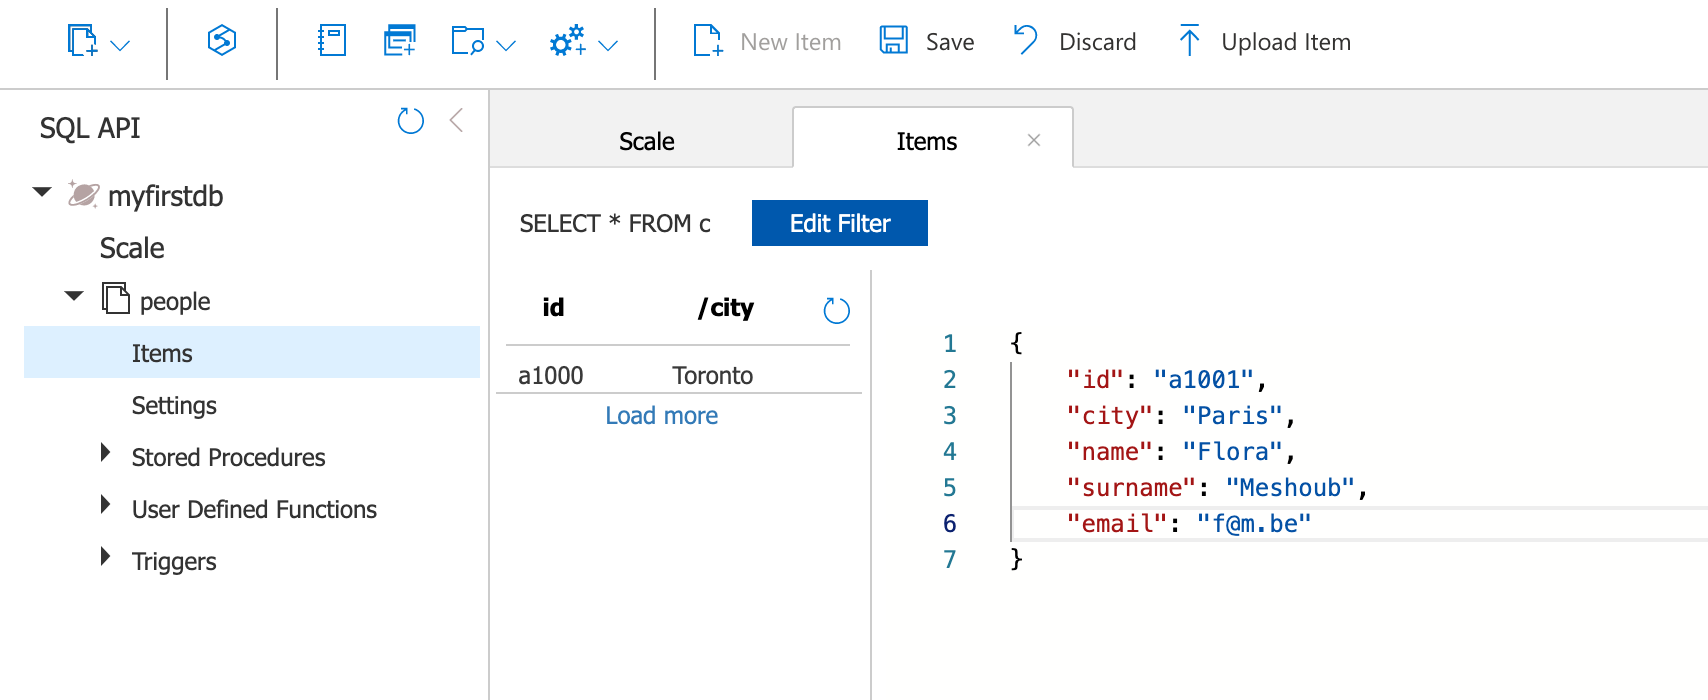 New Item Save Discard Upload Item
SQL API
myfirstdb
Scale
people
Items
Settings
Stored Procedures
User Defined Functions
Triggers
Scale Items
SELECT * FROM c Edit Filter
id /city
a1000 Toronto
Load more
1 {
2 "id": "a1001",
3 "city": "Paris",
4 "name": "Flora",
5 "surname": "Meshoub",
6 "email": "f@m.be"
7 }